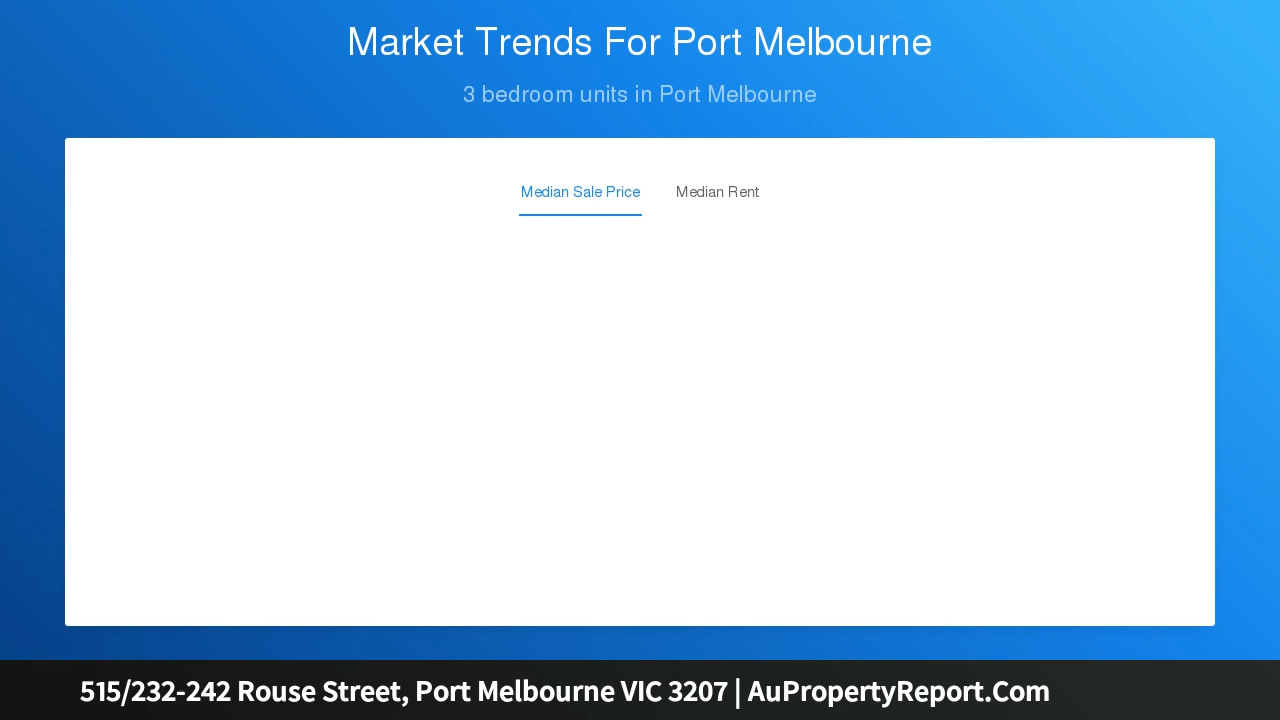 Market Trends For Port Melbourne
3 bedroom units in Port Melbourne
Median Sale Price Median Rent
515/232-242 Rouse Street, Port Melbourne VIC 3207 | AuPropertyReport.Com